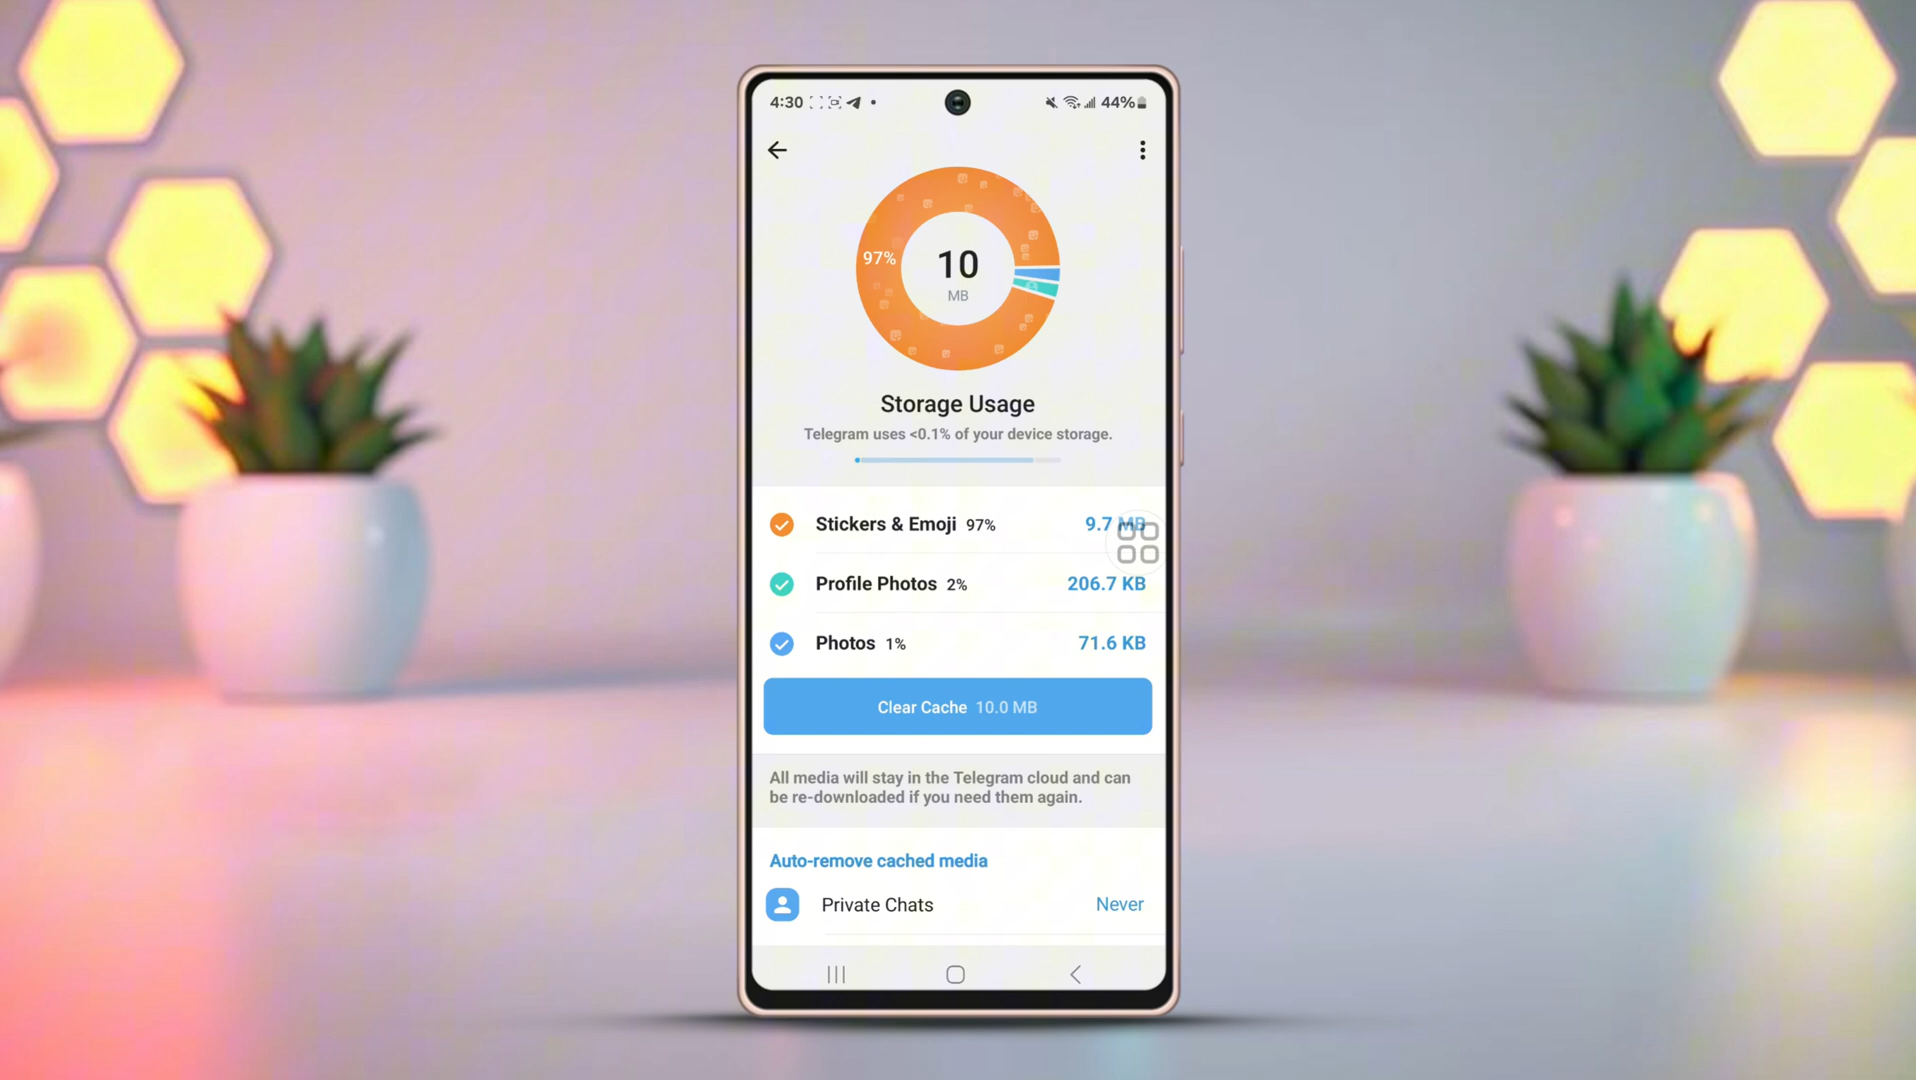 4:30
44%
97%
10
MB
Storage Usage
Telegram uses <0.1% of your device storage.
Stickers & Emoji 97% 9.7 MB
Profile Photos 2% 206.7 KB
Photos 1% 71.6 KB
Clear Cache 10.0 MB
All media will stay in the Telegram cloud and can
be re-downloaded if you need them again.
Auto-remove cached media
Private Chats Never